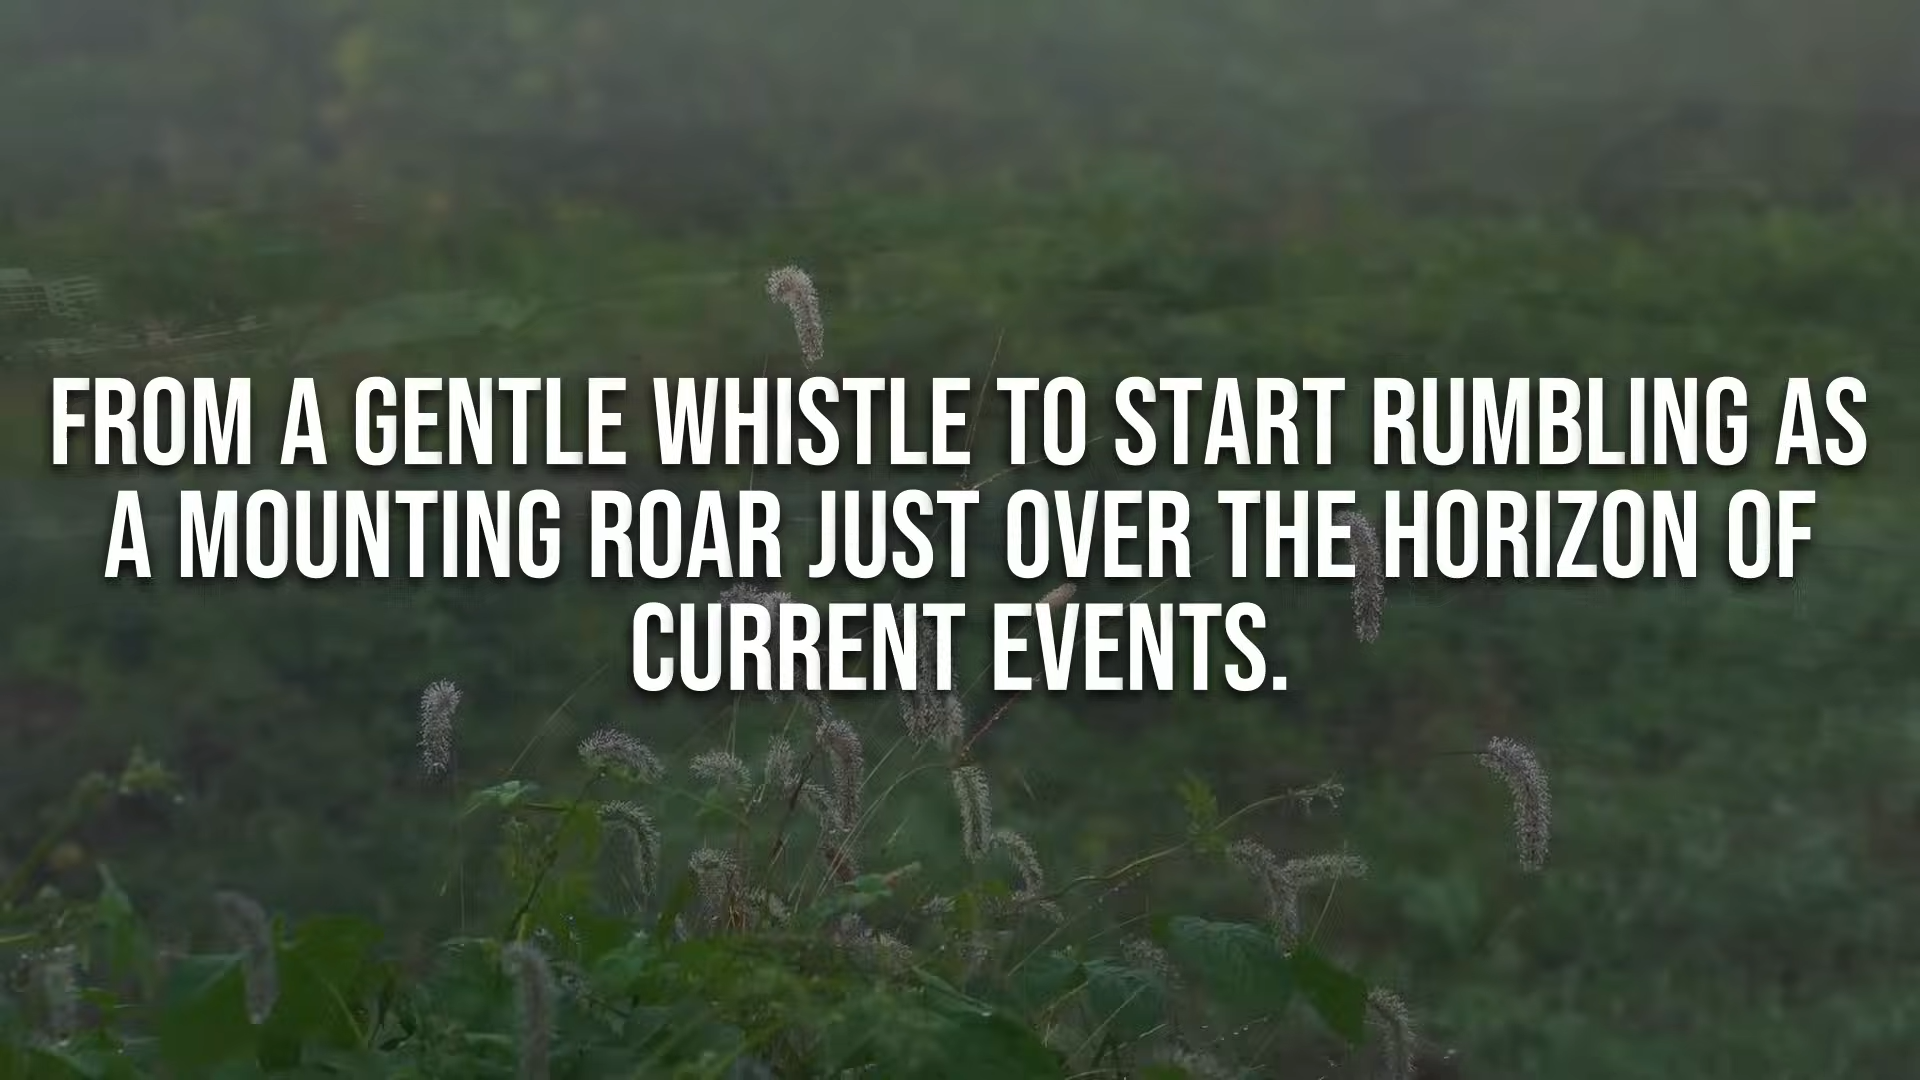 FROM A GENTLE WHISTLE TO START RUMBLING AS
A MOUNTING ROAR JUST OVER THE HORIZON OF
CURRENT EVENTS.